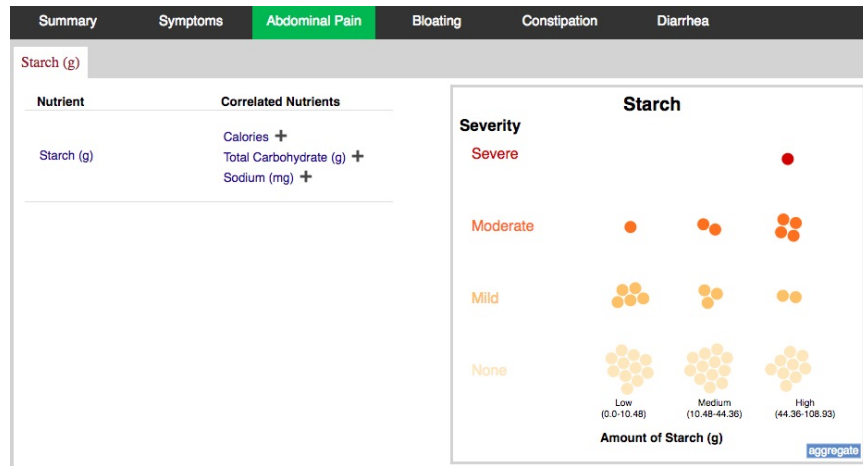 Summary Symptoms Abdominal Pain Bloating Constipation Diarrhea
Starch (g)
Nutrient Correlated Nutrients
Starch (g)
Calories +
Total Carbohydrate (g) +
Sodium (mg) +
Starch
Severity
Severe
Moderate
Mild
None
Low Medium High
(0.0-10.48) (10.48-44.36) (44.36-108.93)
Amount of Starch (g)
aggregate